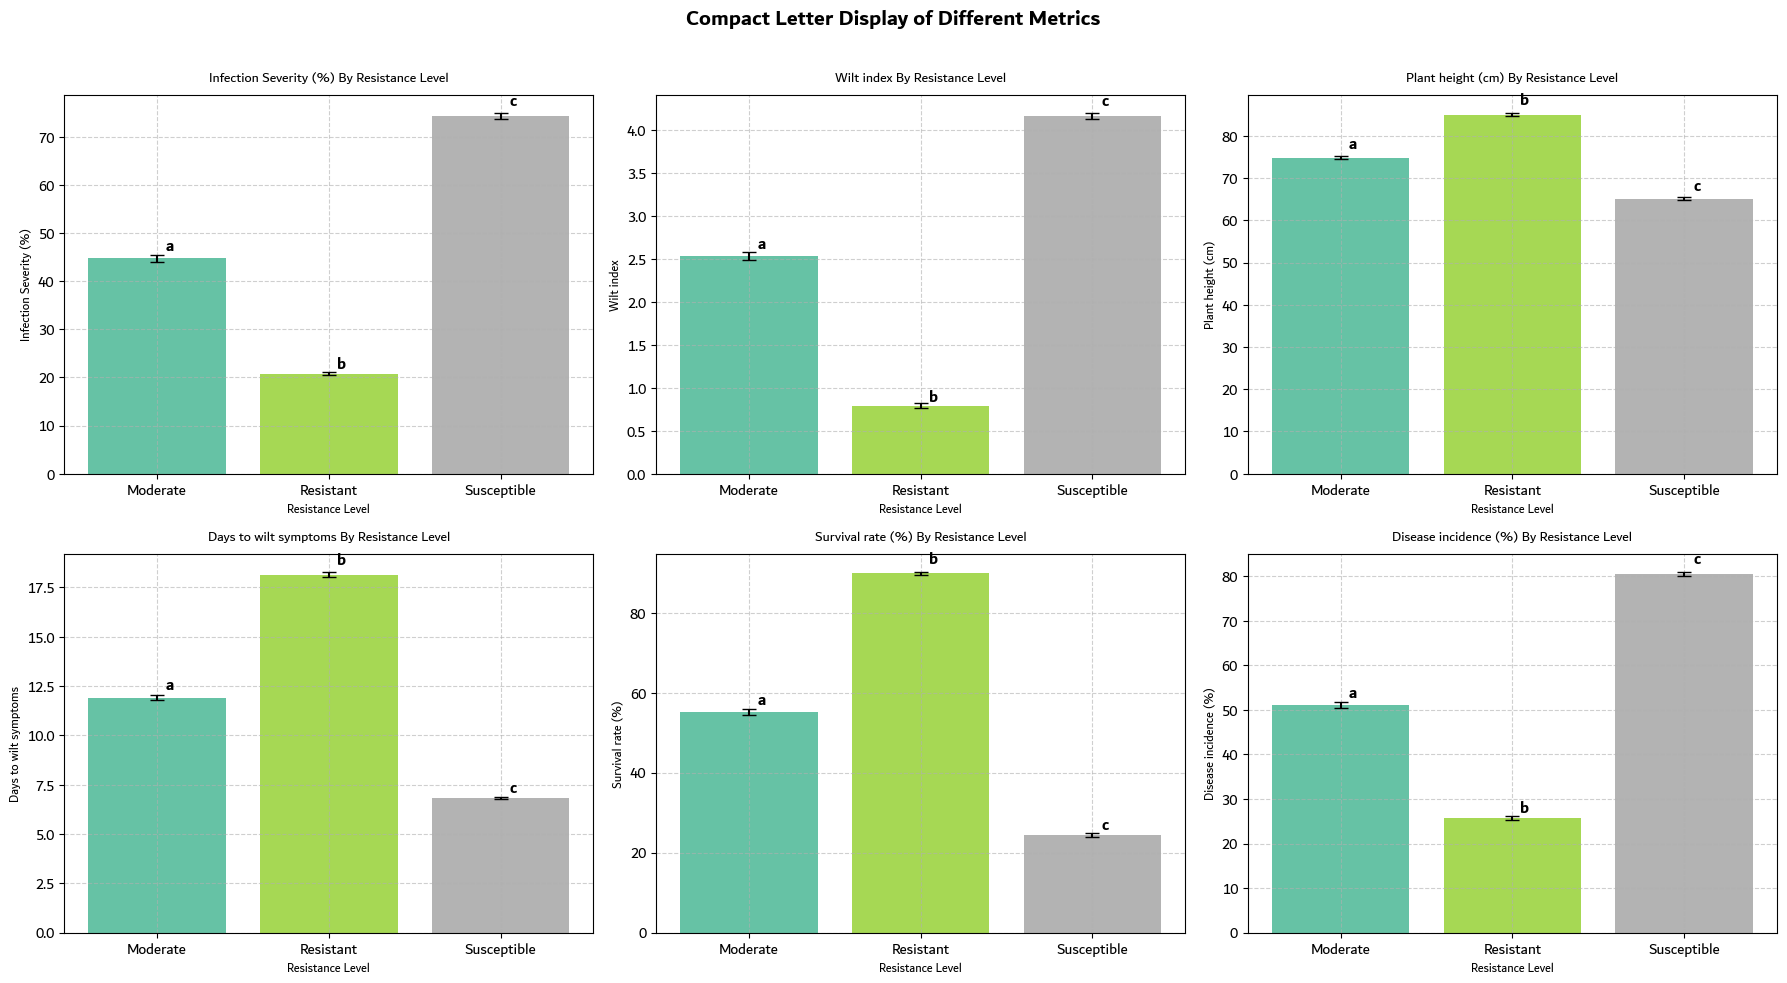 Compact Letter Display of Different Metrics
Infection Severity (%) By Resistance Level
Infection Severity (%)
70
60
50
40
30
20
10
0
a
b
c
Moderate
Resistant
Susceptible
Resistance Level
Wilt index By Resistance Level
Wilt index
4.0
3.5
3.0
2.5
2.0
1.5
1.0
0.5
0.0
a
b
c
Moderate
Resistant
Susceptible
Resistance Level
Plant height (cm) By Resistance Level
Plant height (cm)
80
70
60
50
40
30
20
10
0
a
b
c
Moderate
Resistant
Susceptible
Resistance Level
Days to wilt symptoms By Resistance Level
Days to wilt symptoms
17.5
15.0
12.5
10.0
7.5
5.0
2.5
0.0
a
b
c
Moderate
Resistant
Susceptible
Resistance Level
Survival rate (%) By Resistance Level
Survival rate (%)
80
60
40
20
0
a
b
c
Moderate
Resistant
Susceptible
Resistance Level
Disease incidence (%) By Resistance Level
Disease incidence (%)
80
70
60
50
40
30
20
10
0
a
b
c
Moderate
Resistant
Susceptible
Resistance Level